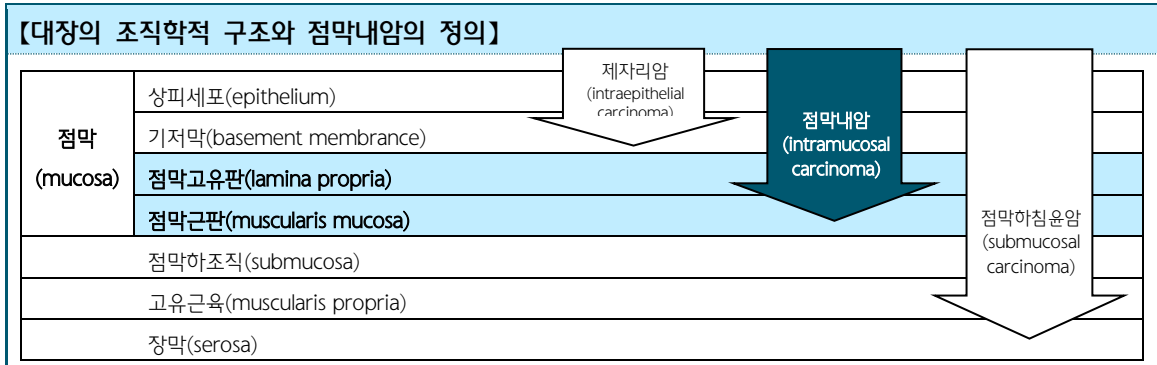 【대장의 조직학적 구조와 점막내암의 정의】
제자리암
(intraepithelial
carcinoma)
점막내암
(intramucosal
carcinoma)
점막하침윤암
(submucosal
carcinoma)
점막
(mucosa)
상피세포(epithelium)
기저막(basement membrance)
점막고유판(lamina propria)
점막근판(muscularis mucosa)
점막하조직(submucosa)
고유근육(muscularis propria)
장막(serosa)